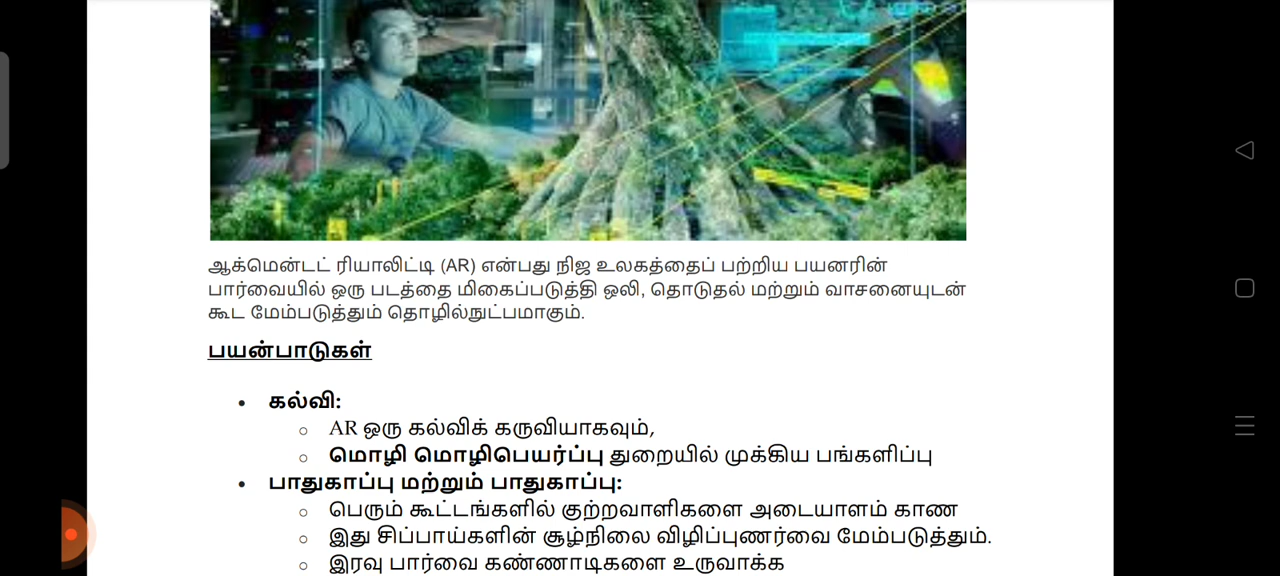 ஆக்மென்டட் ரியாலிட்டி (AR) என்பது நிஜ உலகத்தைப் பற்றிய பயனரின்
பார்வையில் ஒரு படத்தை மிகைப்படுத்தி ஒலி, தொடுதல் மற்றும் வாசனையுடன்
கூட மேம்படுத்தும் தொழில்நுட்பமாகும்.
பயன்பாடுகள்
• கல்வி:
○ AR ஒரு கல்விக் கருவியாகவும்,
○ மொழி மொழிபெயர்ப்பு துறையில் முக்கிய பங்களிப்பு
• பாதுகாப்பு மற்றும் பாதுகாப்பு:
○ பெரும் கூட்டங்களில் குற்றவாளிகளை அடையாளம் காண
○ இது சிப்பாய்களின் சூழ்நிலை விழிப்புணர்வை மேம்படுத்தும்.
○ இரவு பார்வை கண்ணாடிகளை உருவாக்க